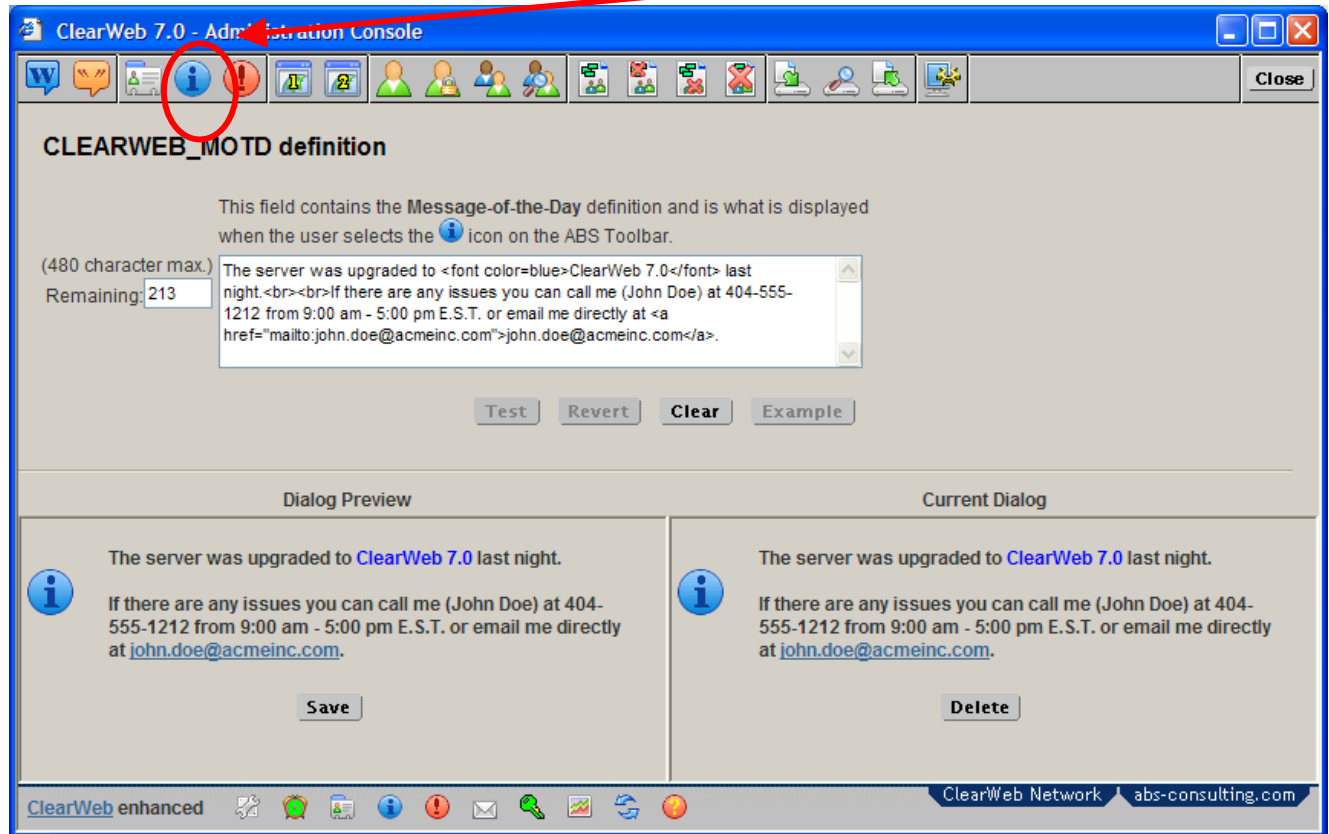 ClearWeb 7.0 - Administration Console
W 1 2 Close
CLEARWEB_MOTD definition
This field contains the Message-of-the-Day definition and is what is displayed
when the user selects the i icon on the ABS Toolbar.
(480 character max.)
Remaining: 213
The server was upgraded to <font color=blue>ClearWeb 7.0</font> last
night.<br><br>If there are any issues you can call me (John Doe) at 404-555-
1212 from 9:00 am - 5:00 pm E.S.T. or email me directly at <a
href="mailto:john.doe@acmeinc.com">john.doe@acmeinc.com</a>.
Test Revert Clear Example
Dialog Preview
The server was upgraded to ClearWeb 7.0 last night.
If there are any issues you can call me (John Doe) at 404-
555-1212 from 9:00 am - 5:00 pm E.S.T. or email me directly
at john.doe@acmeinc.com.
Save
Current Dialog
The server was upgraded to ClearWeb 7.0 last night.
If there are any issues you can call me (John Doe) at 404-
555-1212 from 9:00 am - 5:00 pm E.S.T. or email me directly
at john.doe@acmeinc.com.
Delete
ClearWeb enhanced
ClearWeb Network abs-consulting.com